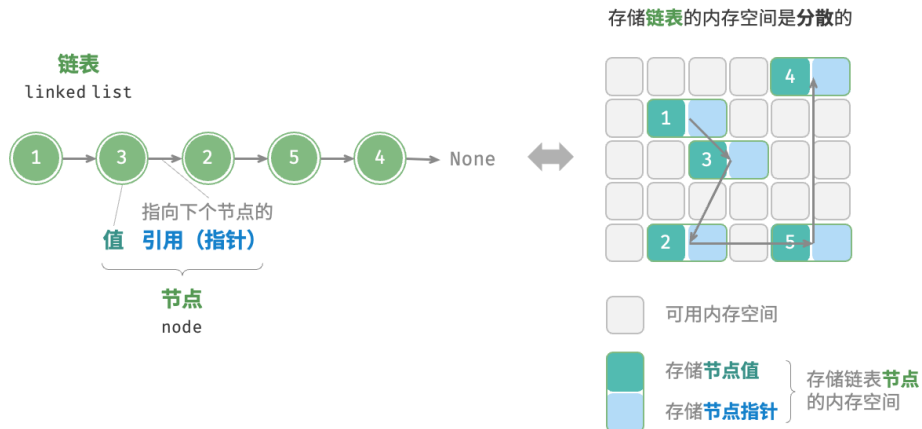 存储链表的内存空间是分散的
链表
linked list
1
3
2
5
4
None
指向下个节点的
值
引用（指针）
节点
node
4
1
3
2
5
可用内存空间
存储节点值
存储节点指针
存储链表节点
的内存空间